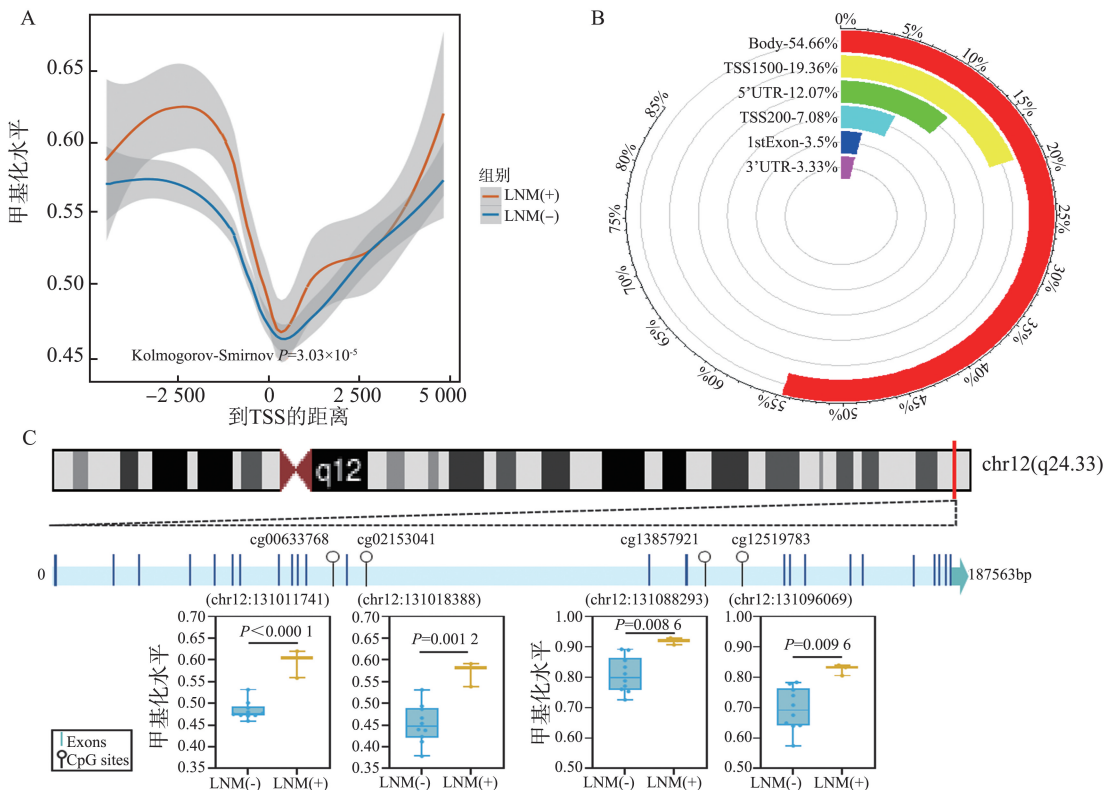 A
0.65
0.60
0.55
0.50
0.45
甲基化水平
Kolmogorov-Smirnov P=3.03×10⁻⁵
−2 500
0
2 500
5 000
到TSS的距离
组别
LNM(+)
LNM(−)
B
Body-54.66%
TSS1500-19.36%
5’UTR-12.07%
TSS200-7.08%
1stExon-3.5%
3’UTR-3.33%
0%
5%
10%
15%
20%
25%
30%
35%
40%
45%
50%
55%
60%
65%
70%
75%
80%
85%
C
q12
chr12(q24.33)
cg00633768
cg02153041
cg13857921
cg12519783
0
187563bp
(chr12:131011741)
(chr12:131018388)
(chr12:131088293)
(chr12:131096069)
甲基化水平
0.70
0.65
0.60
0.55
0.50
0.45
0.40
0.35
P＜0.000 1
LNM(-)
LNM(+)
0.70
0.65
0.60
0.55
0.50
0.45
0.40
0.35
P=0.001 2
LNM(-)
LNM(+)
甲基化水平
1.00
0.90
0.80
0.70
0.60
0.50
P=0.008 6
LNM(-)
LNM(+)
1.00
0.90
0.80
0.70
0.60
0.50
P=0.009 6
LNM(-)
LNM(+)
Exons
CpG sites